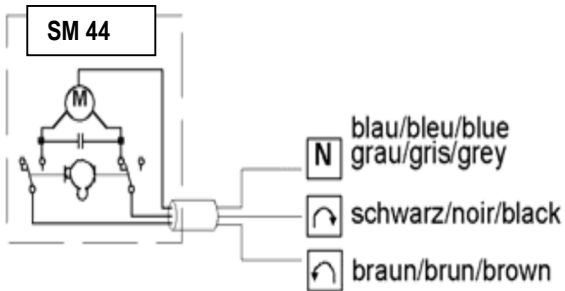 SM 44
M
N
blau/bleu/blue
grau/gris/grey
schwarz/noir/black
braun/brun/brown